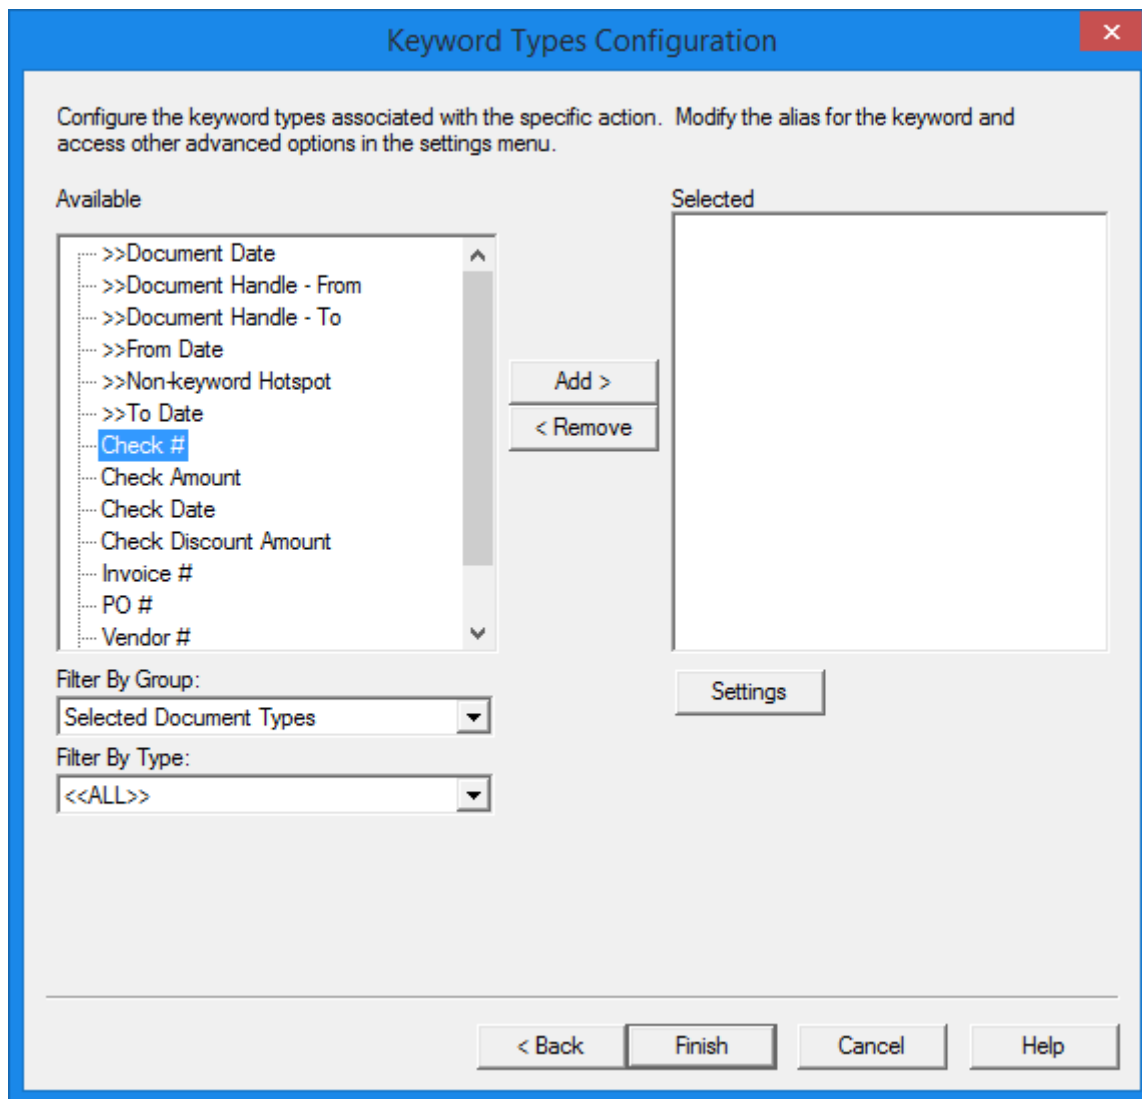 Keyword Types Configuration
Configure the keyword types associated with the specific action.  Modify the alias for the keyword and
access other advanced options in the settings menu.
Available
Selected
>>Document Date
>>Document Handle - From
>>Document Handle - To
>>From Date
>>Non-keyword Hotspot
>>To Date
Check #
Check Amount
Check Date
Check Discount Amount
Invoice #
PO #
Vendor #
Add >
< Remove
Filter By Group:
Selected Document Types
Filter By Type:
<<ALL>>
Settings
< Back
Finish
Cancel
Help